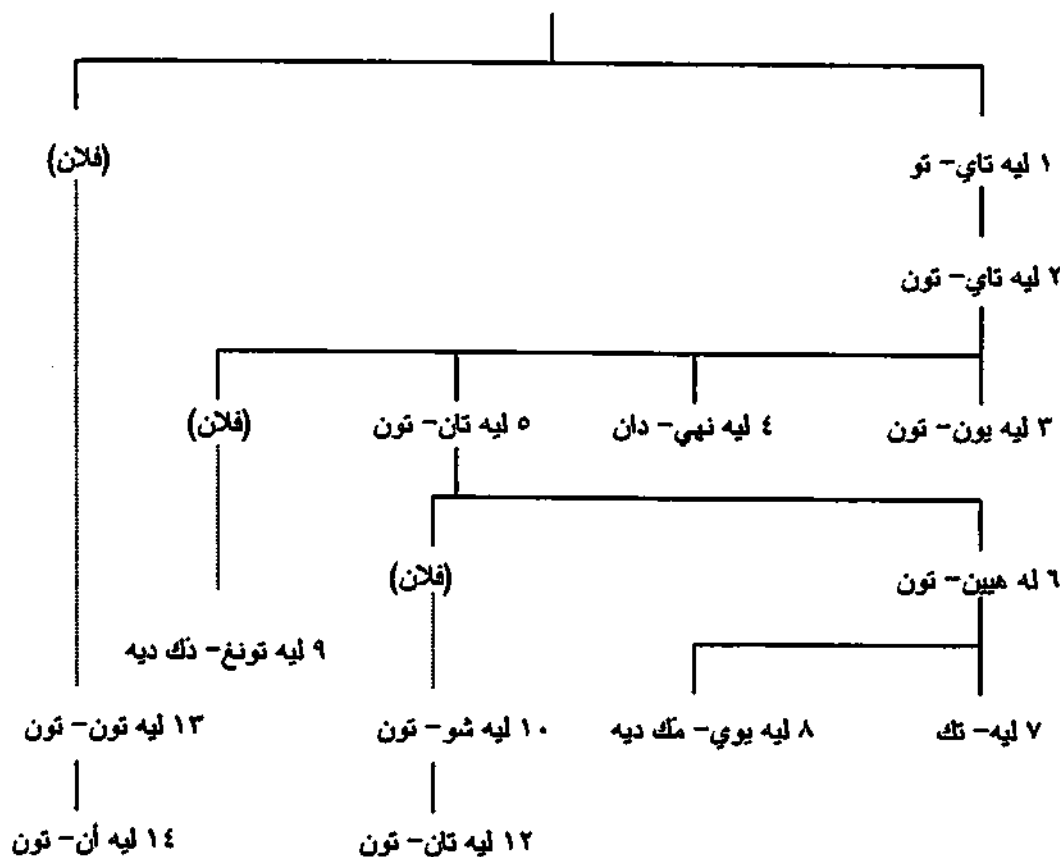 (فلان)
١ ليه تاي- تو
٢ ليه تاي- تون
٣ ليه يون- تون
٤ ليه نهي- دان
٥ ليه تان- تون
(فلان)
٦ له هيين- تون
(فلان)
٩ ليه تونغ- ذك ديه
٧ ليه- تك
٨ ليه يوي- مك ديه
١٠ ليه شو- تون
١٣ ليه تون- تون
١٢ ليه تان- تون
١٤ ليه أن- تون